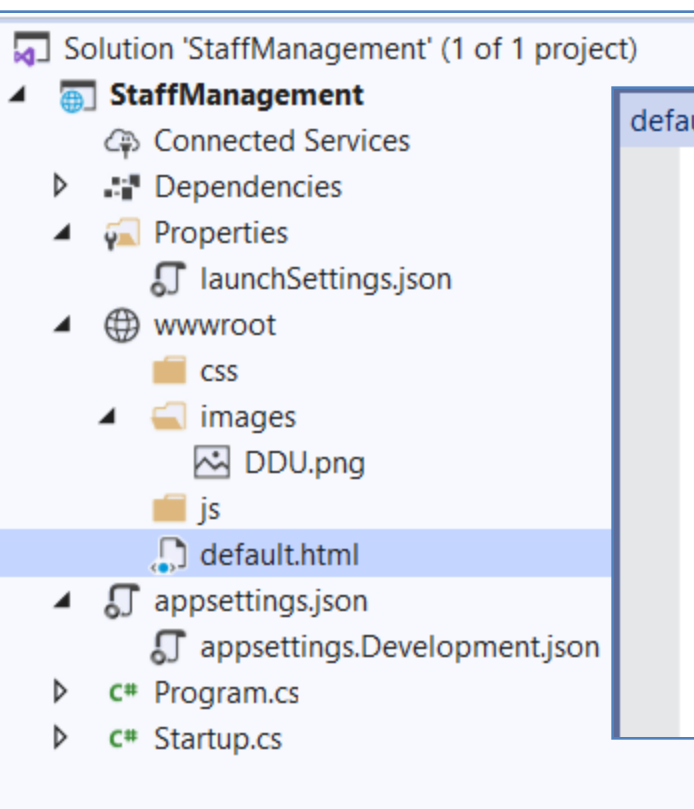 Solution 'StaffManagement' (1 of 1 project)
StaffManagement
defau
Connected Services
Dependencies
Properties
launchSettings.json
wwwroot
css
images
DDU.png
js
default.html
appsettings.json
appsettings.Development.json
C# Program.cs
C# Startup.cs